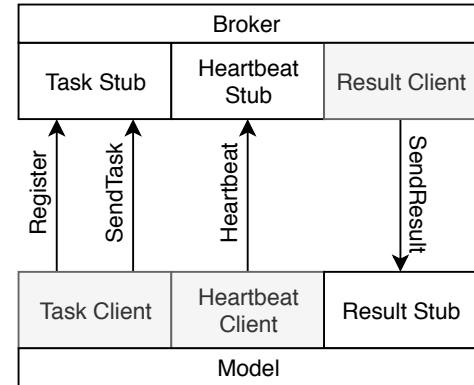 Broker
Task Stub
Heartbeat
Stub
Result Client
Register
SendTask
Heartbeat
SendResult
Task Client
Heartbeat
Client
Result Stub
Model